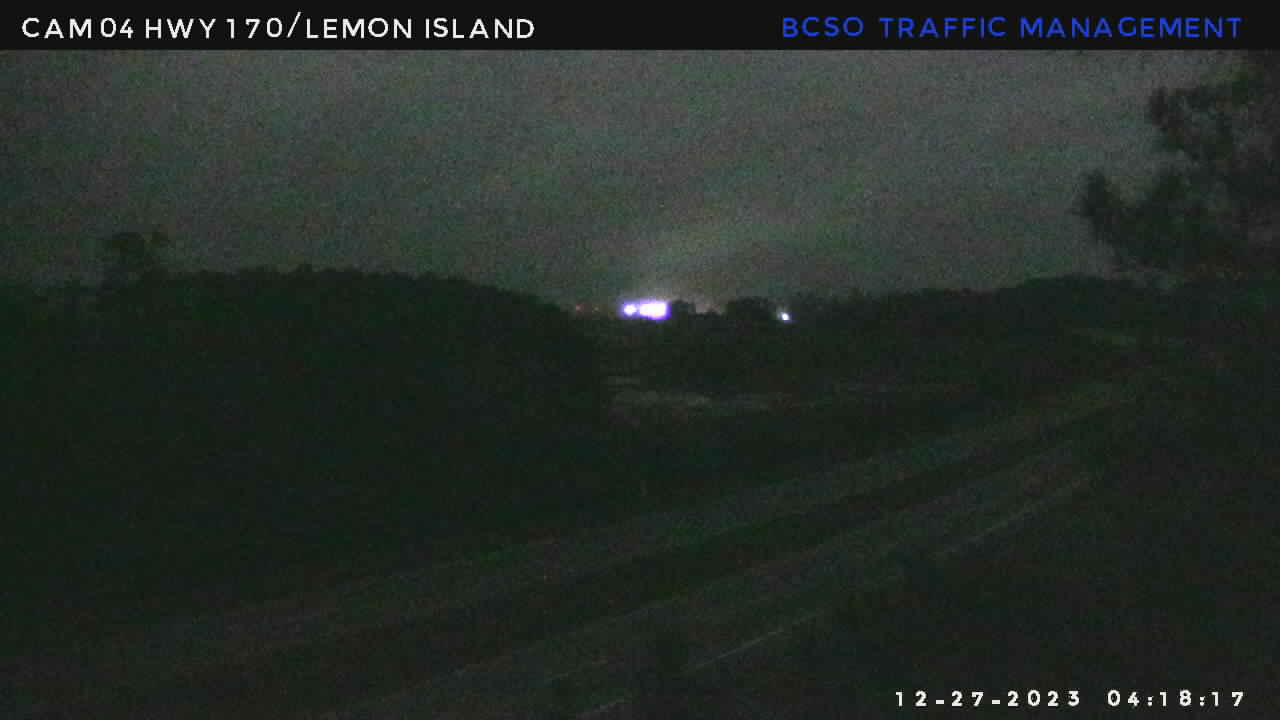 CAM04 HWY 170/LEMON ISLAND
BCSO TRAFFIC MANAGEMENT
12-27-2023 04:18:17